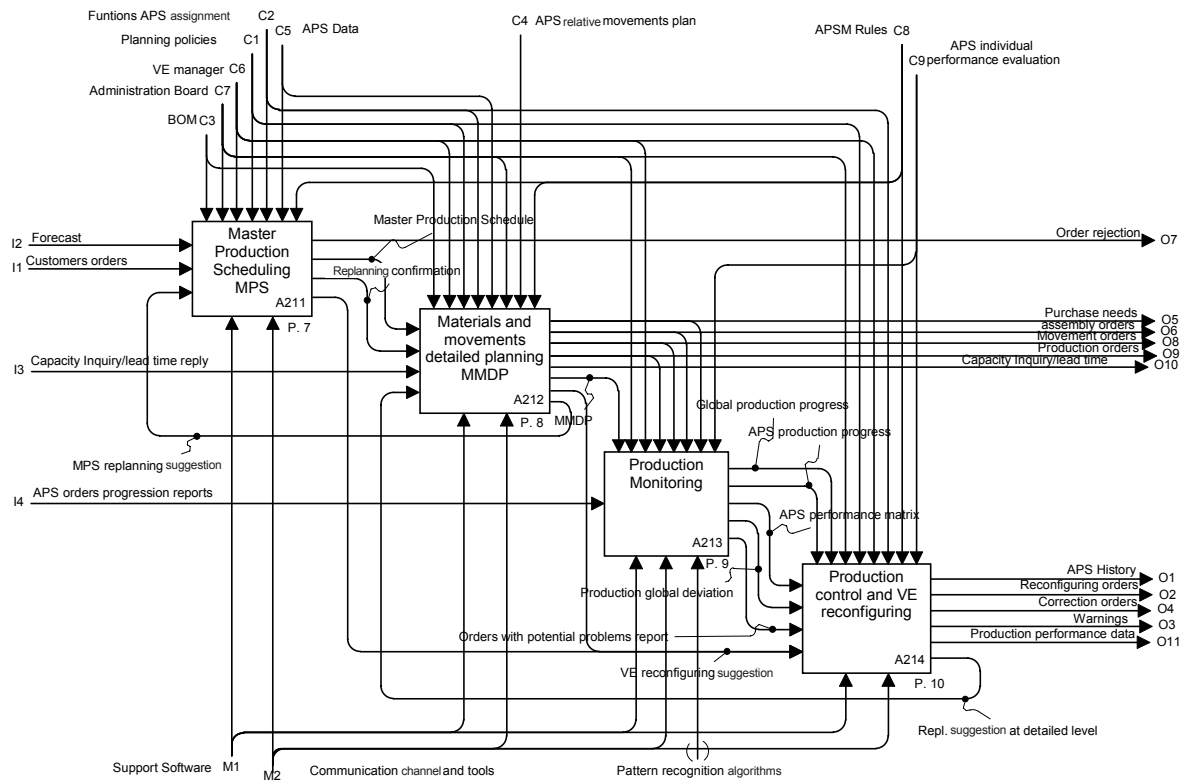 Funtions APS assignment
C2
C4 APS relative movements plan
C5 APS Data
APSM Rules C8
Planning policies C1
C9 APS individual
performance evaluation
VE manager C6
Administration Board C7
BOM C3
Master Production Schedule
Master
Production
Scheduling
MPS
A211
P. 7
I2 Forecast
I1 Customers orders
Order rejection O7
Replanning confirmation
Materials and
movements
detailed planning
MMDP
A212
P. 8
Purchase needs O5
assembly orders O6
Movement orders O8
Production orders O9
Capacity Inquiry/lead time O10
I3 Capacity Inquiry/lead time reply
MMDP
Global production progress
APS production progress
MPS replanning suggestion
Production
Monitoring
A213
P. 9
I4 APS orders progression reports
APS performance matrix
Production global deviation
Production
control and VE
reconfiguring
A214
P. 10
APS History O1
Reconfiguring orders O2
Correction orders O4
Warnings O3
Production performance data O11
Orders with potential problems report
VE reconfiguring suggestion
Repl. suggestion at detailed level
Support Software M1
M2 Communication channel and tools
Pattern recognition algorithms